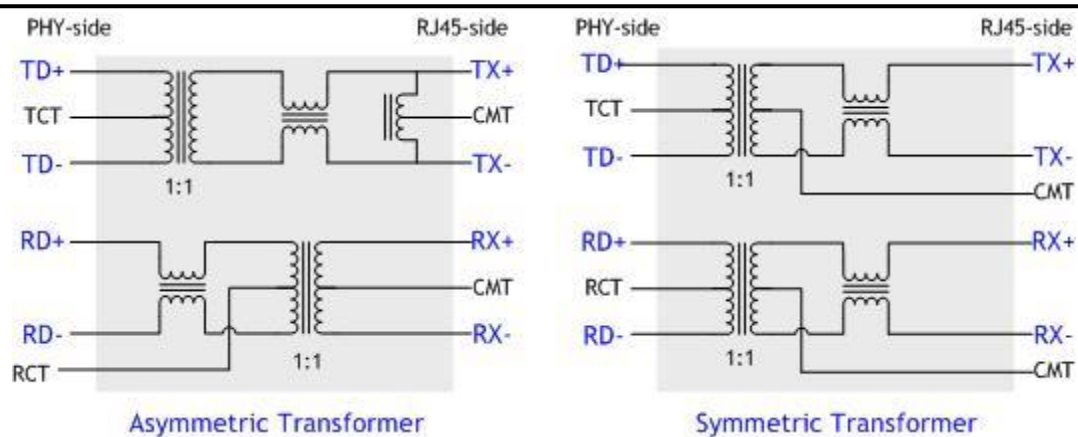 PHY-side RJ45-side PHY-side RJ45-side
TD+ TX+ TD+ TX+
TCT CMT TCT
TD- TX- TD- TX-
1:1 1:1 CMT
RD+ RX+ RD+ RX+
CMT RCT
RD- RX- RD- RX-
RCT 1:1 1:1 CMT
Asymmetric Transformer Symmetric Transformer